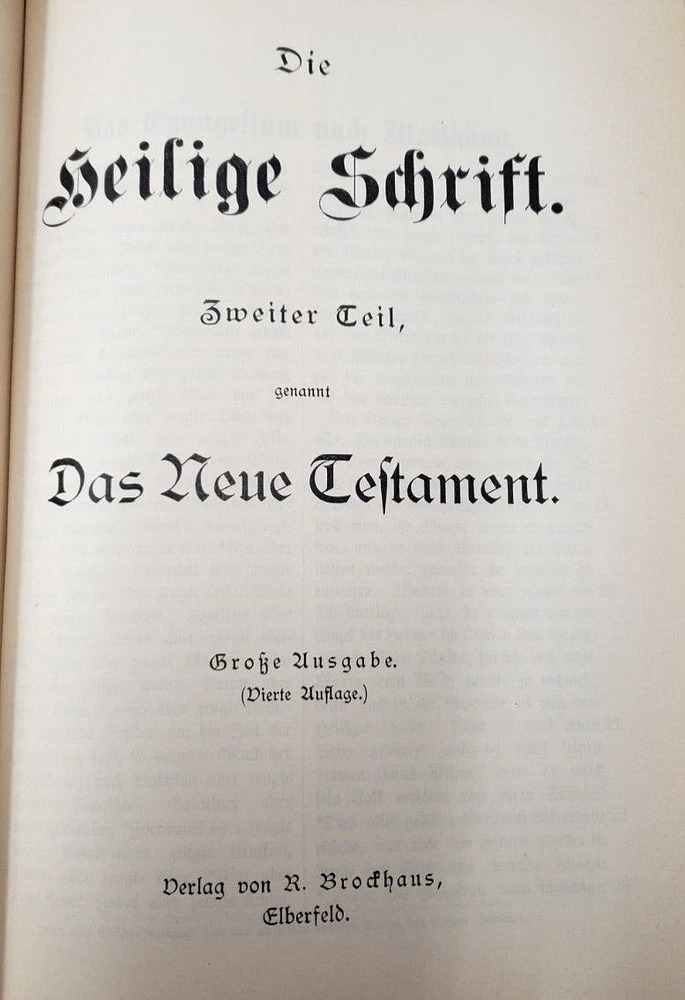 Die
Heilige Schrift.
Zweiter Teil,
genannt
Das Neue Testament.
Große Ausgabe.
(Vierte Auflage.)
Verlag von R. Brockhaus,
Elberfeld.